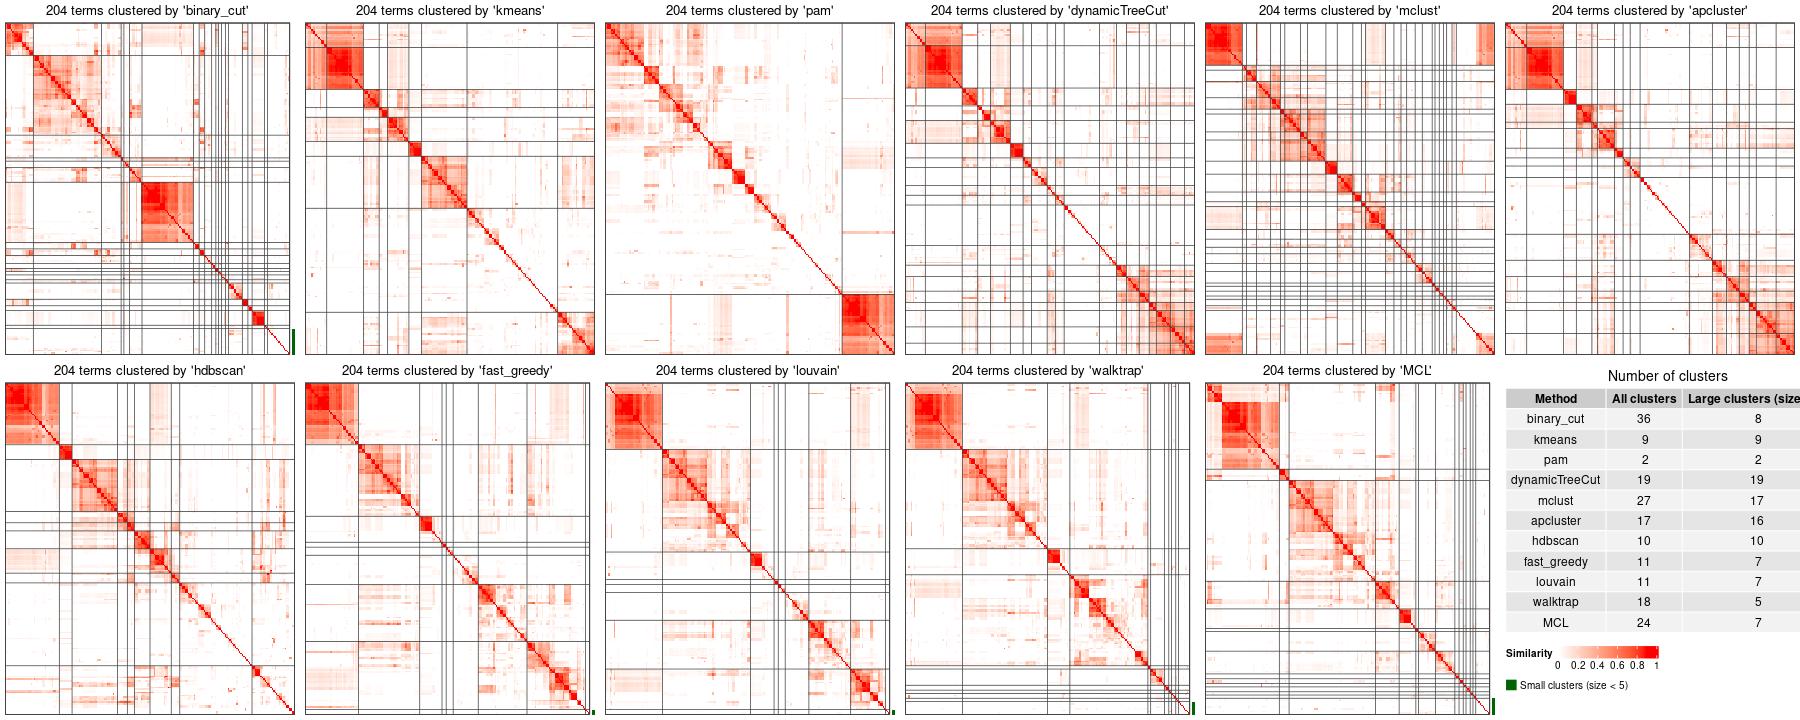 204 terms clustered by 'binary_cut'
204 terms clustered by 'kmeans'
204 terms clustered by 'pam'
204 terms clustered by 'dynamicTreeCut'
204 terms clustered by 'mclust'
204 terms clustered by 'apcluster'
204 terms clustered by 'hdbscan'
204 terms clustered by 'fast_greedy'
204 terms clustered by 'louvain'
204 terms clustered by 'walktrap'
204 terms clustered by 'MCL'
Number of clusters
Method All clusters Large clusters (size
binary_cut 36 8
kmeans 9 9
pam 2 2
dynamicTreeCut 19 19
mclust 27 17
apcluster 17 16
hdbscan 10 10
fast_greedy 11 7
louvain 11 7
walktrap 18 5
MCL 24 7
Similarity
0 0.2 0.4 0.6 0.8 1
Small clusters (size < 5)